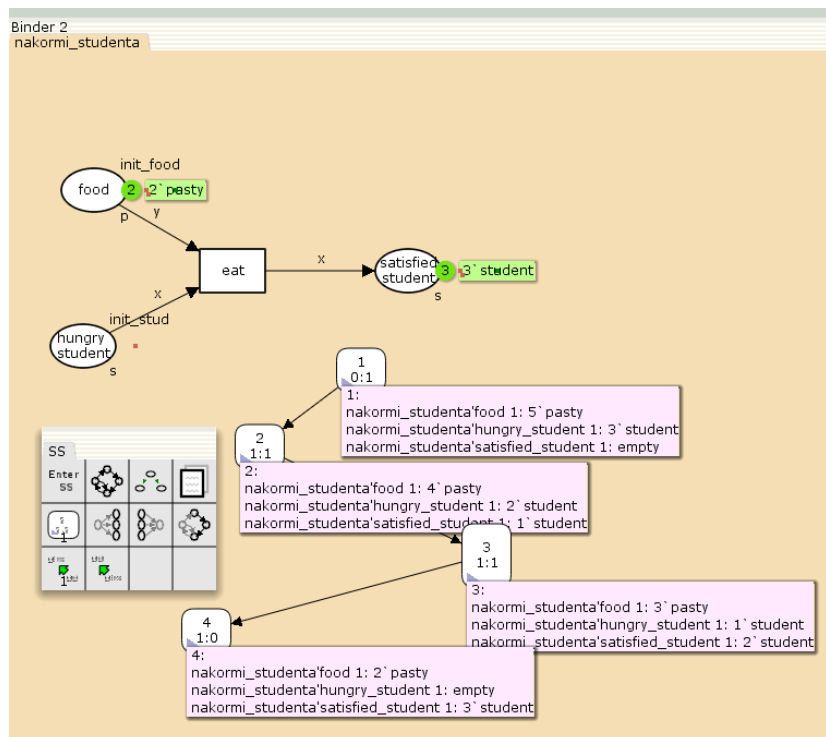 Binder 2
nakormi_studenta
init_food
food
2
2`pasty
p
y
eat
x
satisfied
student
3
3`student
s
x
init_stud
hungry
student
s
1
0:1
1:
nakormi_studenta'food 1: 5`pasty
nakormi_studenta'hungry_student 1: 3`student
nakormi_studenta'satisfied_student 1: empty
2
1:1
2:
nakormi_studenta'food 1: 4`pasty
nakormi_studenta'hungry_student 1: 2`student
nakormi_studenta'satisfied_student 1: 1`student
3
1:1
3:
nakormi_studenta'food 1: 3`pasty
nakormi_studenta'hungry_student 1: 1`student
nakormi_studenta'satisfied_student 1: 2`student
4
1:0
4:
nakormi_studenta'food 1: 2`pasty
nakormi_studenta'hungry_student 1: empty
nakormi_studenta'satisfied_student 1: 3`student
SS
Enter
SS
1
1